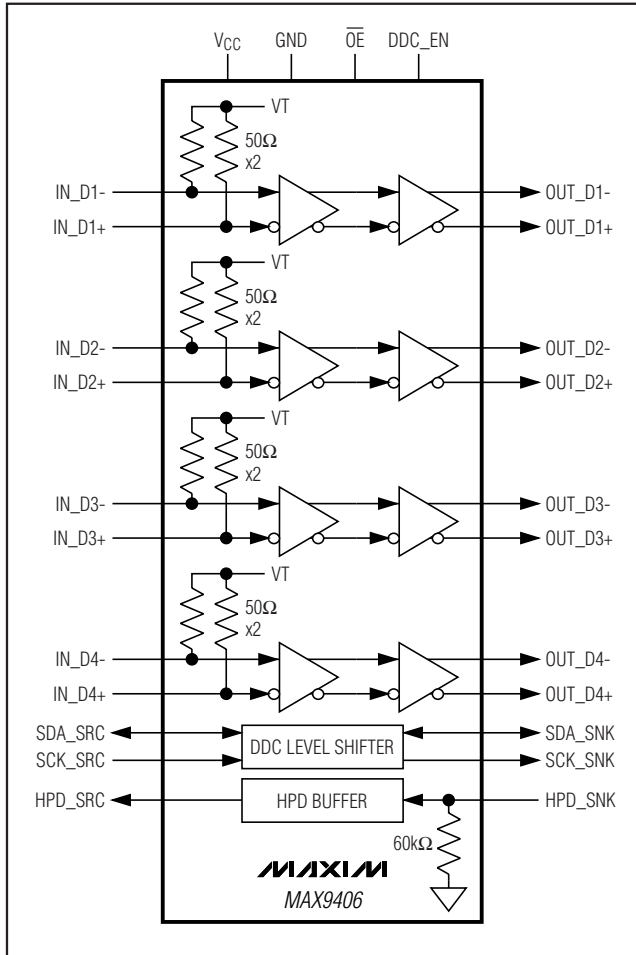 VCC GND O̅E̅ DDC_EN
VT
50Ω
x2
IN_D1- OUT_D1-
IN_D1+ OUT_D1+
VT
50Ω
x2
IN_D2- OUT_D2-
IN_D2+ OUT_D2+
VT
50Ω
x2
IN_D3- OUT_D3-
IN_D3+ OUT_D3+
VT
50Ω
x2
IN_D4- OUT_D4-
IN_D4+ OUT_D4+
SDA_SRC DDC LEVEL SHIFTER SDA_SNK
SCK_SRC SCK_SNK
HPD_SRC HPD BUFFER HPD_SNK
60kΩ
MAXIM
MAX9406